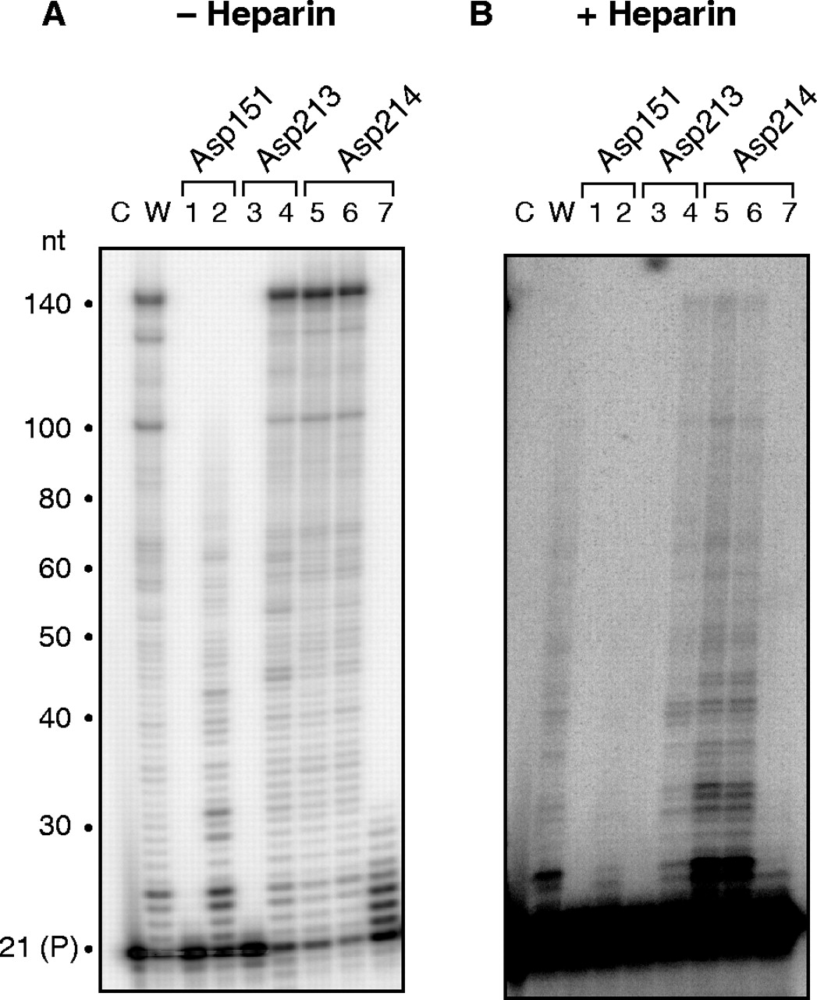 A – Heparin B + Heparin
Asp151 Asp213 Asp214 Asp151 Asp213 Asp214
C W 1 2 3 4 5 6 7 C W 1 2 3 4 5 6 7
nt
140
100
80
60
50
40
30
21 (P)